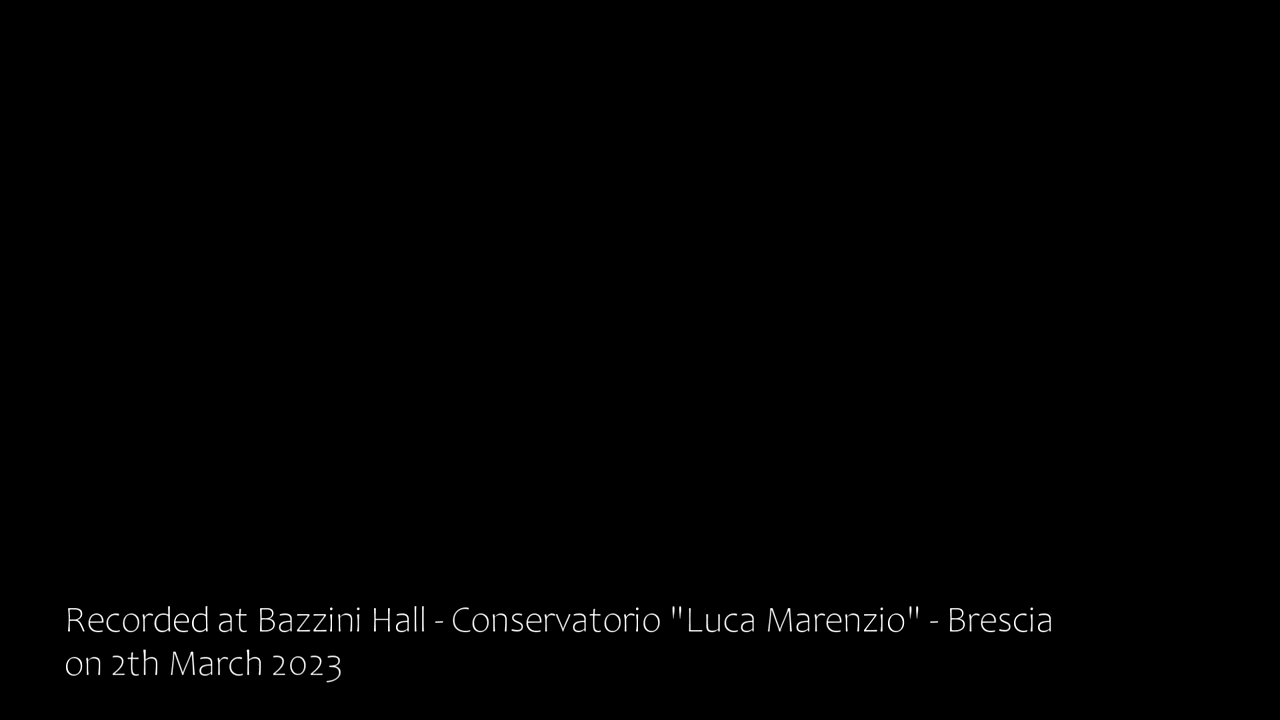 Recorded at Bazzini Hall - Conservatorio "Luca Marenzio" - Brescia
on 2th March 2023